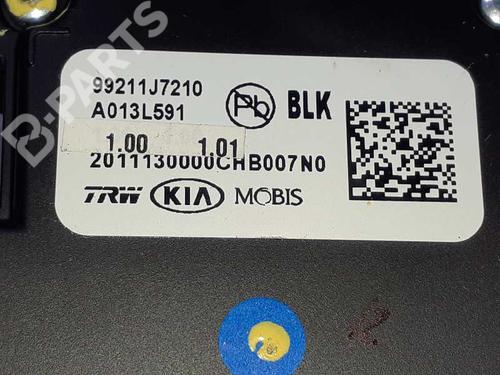 B-PARTS
99211J7210
A013L591
Pb
BLK
1.00 1.01
2011130000CHB007N0
TRW KIA MOBIS